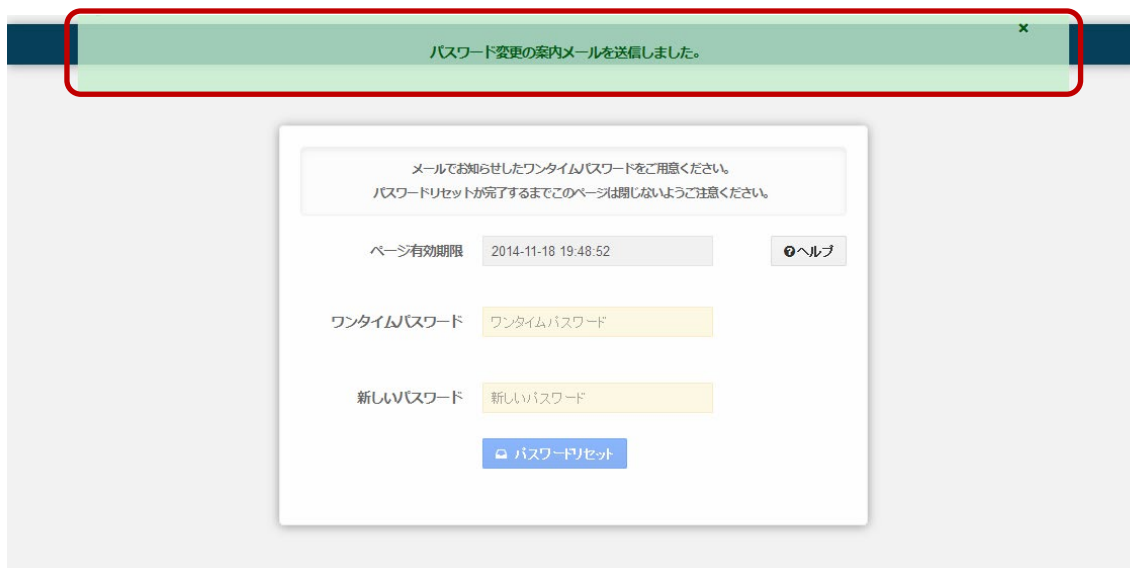 ×
パスワード変更の案内メールを送信しました。
メールでお知らせしたワンタイムパスワードをご用意ください。
パスワードリセットが完了するまでこのページは閉じないようご注意ください。
ページ有効期限 2014-11-18 19:48:52 ?ヘルプ
ワンタイムパスワード ワンタイムパスワード
新しいパスワード 新しいパスワード
パスワードリセット